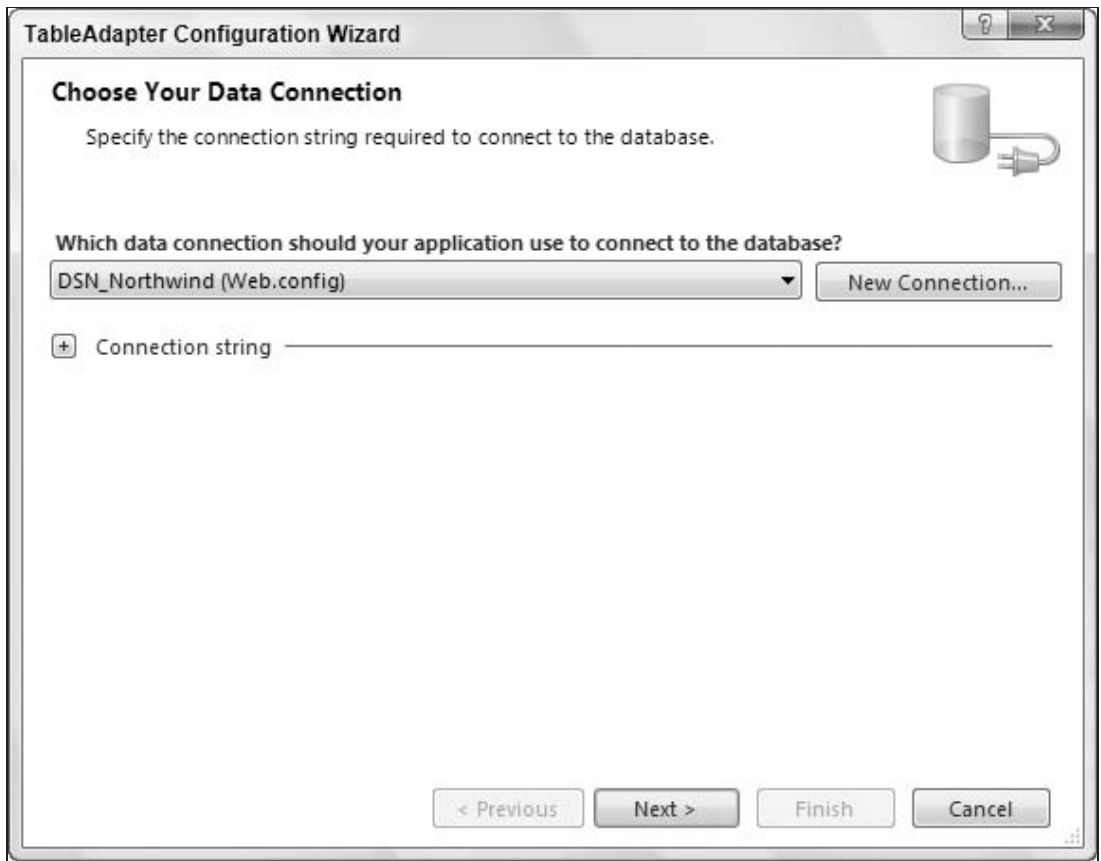 TableAdapter Configuration Wizard
?
Choose Your Data Connection
Specify the connection string required to connect to the database.
Which data connection should your application use to connect to the database?
DSN_Northwind (Web.config)
New Connection...
+ Connection string
< Previous Next > Finish Cancel